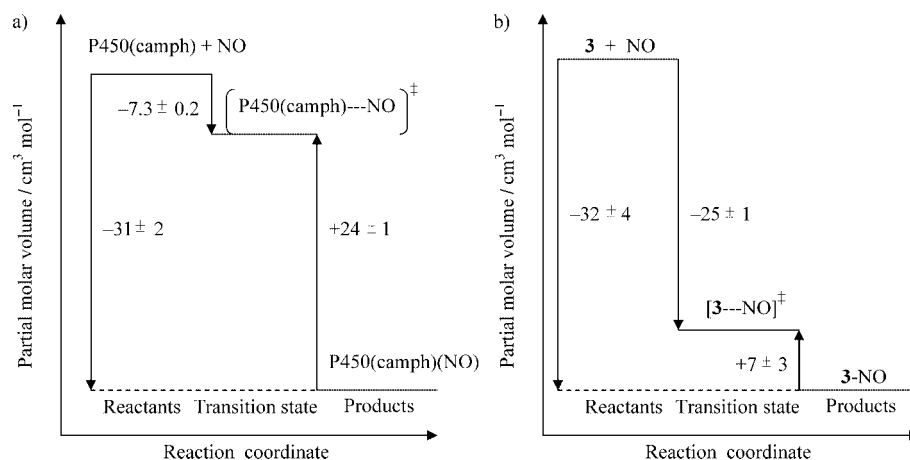 a)
Partial molar volume / cm³ mol⁻¹
P450(camph) + NO
–7.3 ± 0.2
(P450(camph)---NO)‡
–31 ± 2
+24 ± 1
P450(camph)(NO)
Reactants Transition state Products
Reaction coordinate
b)
Partial molar volume / cm³ mol⁻¹
3 + NO
–32 ± 4
–25 ± 1
[3---NO]‡
+7 ± 3
3-NO
Reactants Transition state Products
Reaction coordinate